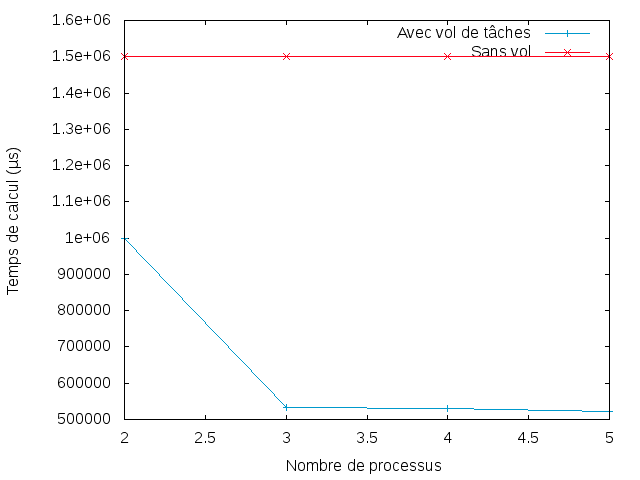 1.6e+06
1.5e+06
1.4e+06
1.3e+06
1.2e+06
1.1e+06
1e+06
900000
800000
700000
600000
500000
2 2.5 3 3.5 4 4.5 5
Temps de calcul (µs)
Nombre de processus
Avec vol de tâches
Sans vol